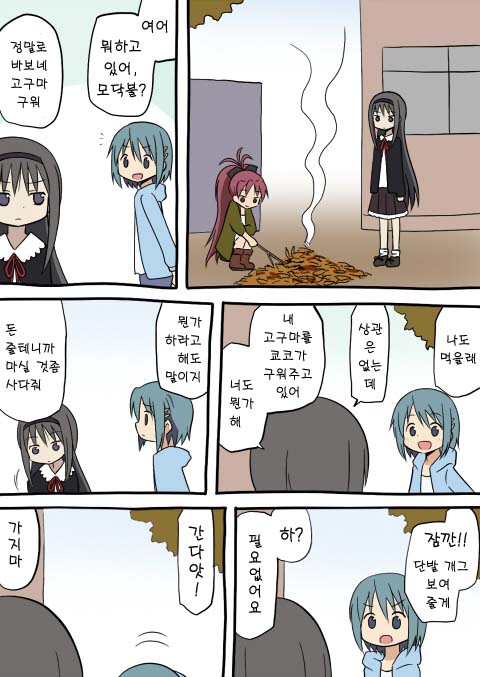 여어
뭐하고
있어,
모닥불?
정말로
바보네
고구마
구워
나도
먹을래
상관
은
없는
데
내
고구마를
쿄코가
구워주고
있어
너도
뭔가
해
뭔가
하라고
해도
말이지
돈
줄테니까
마실 것좀
사다줘
잠깐!!
단발 개그
보여
줄게
하?
필요없어요
간다앗!
가지마